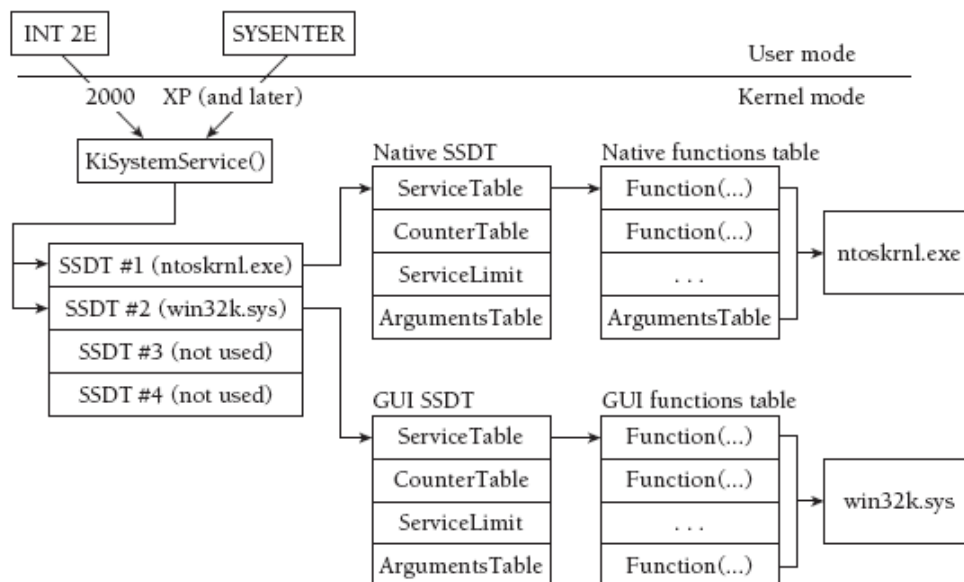 INT 2E
SYSENTER
User mode
2000
XP (and later)
Kernel mode
KiSystemService()
SSDT #1 (ntoskrnl.exe)
SSDT #2 (win32k.sys)
SSDT #3 (not used)
SSDT #4 (not used)
Native SSDT
ServiceTable
CounterTable
ServiceLimit
ArgumentsTable
Native functions table
Function(...)
Function(...)
. . .
ArgumentsTable
ntoskrnl.exe
GUI SSDT
ServiceTable
CounterTable
ServiceLimit
ArgumentsTable
GUI functions table
Function(...)
Function(...)
. . .
Function(...)
win32k.sys